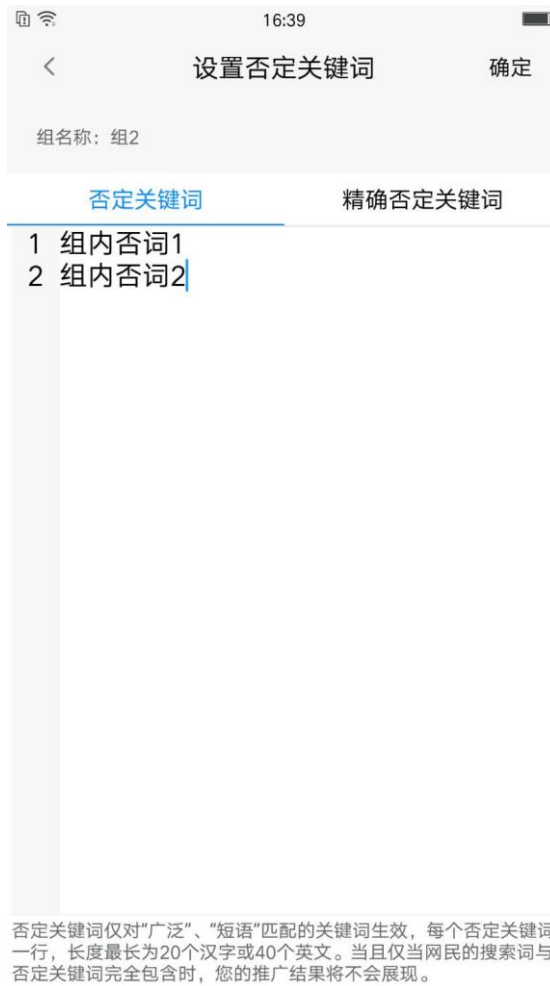 16:39
设置否定关键词 确定
组名称：组2
否定关键词 精确否定关键词
1 组内否词1
2 组内否词2
否定关键词仅对“广泛”、“短语”匹配的关键词生效，每个否定关键词
一行，长度最长为20个汉字或40个英文。当且仅当网民的搜索词与
否定关键词完全包含时，您的推广结果将不会展现。